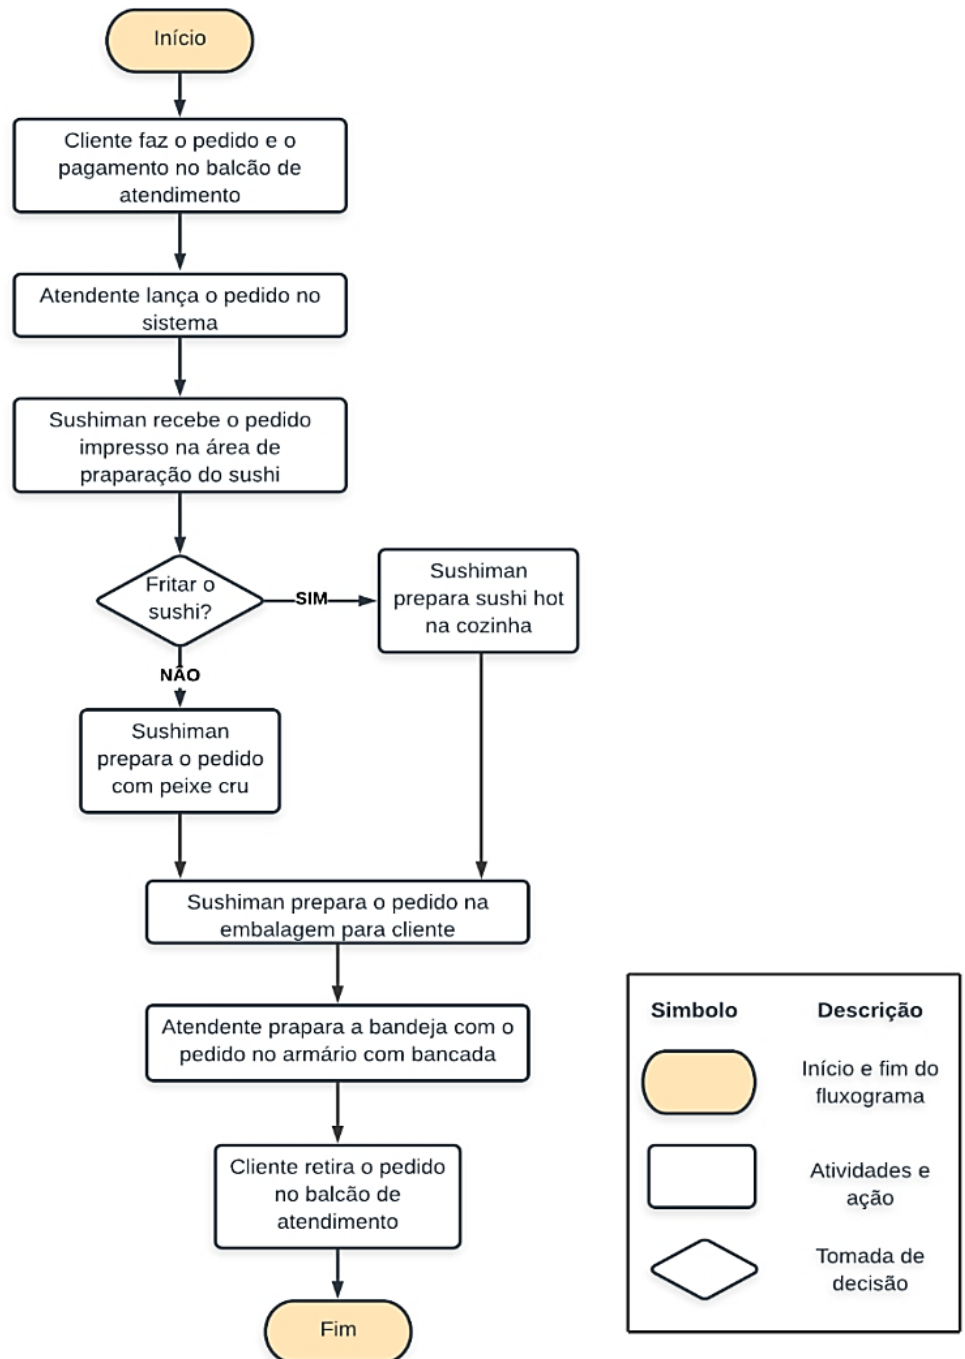 Início
Cliente faz o pedido e o
pagamento no balcão de
atendimento
Atendente lança o pedido no
sistema
Sushiman recebe o pedido
impresso na área de
praparação do sushi
Fritar o
sushi?
SIM
Sushiman
prepara sushi hot
na cozinha
NÃO
Sushiman
prepara o pedido
com peixe cru
Sushiman prepara o pedido na
embalagem para cliente
Atendente prapara a bandeja com o
pedido no armário com bancada
Cliente retira o pedido
no balcão de
atendimento
Fim
Simbolo Descrição
Início e fim do
fluxograma
Atividades e
ação
Tomada de
decisão